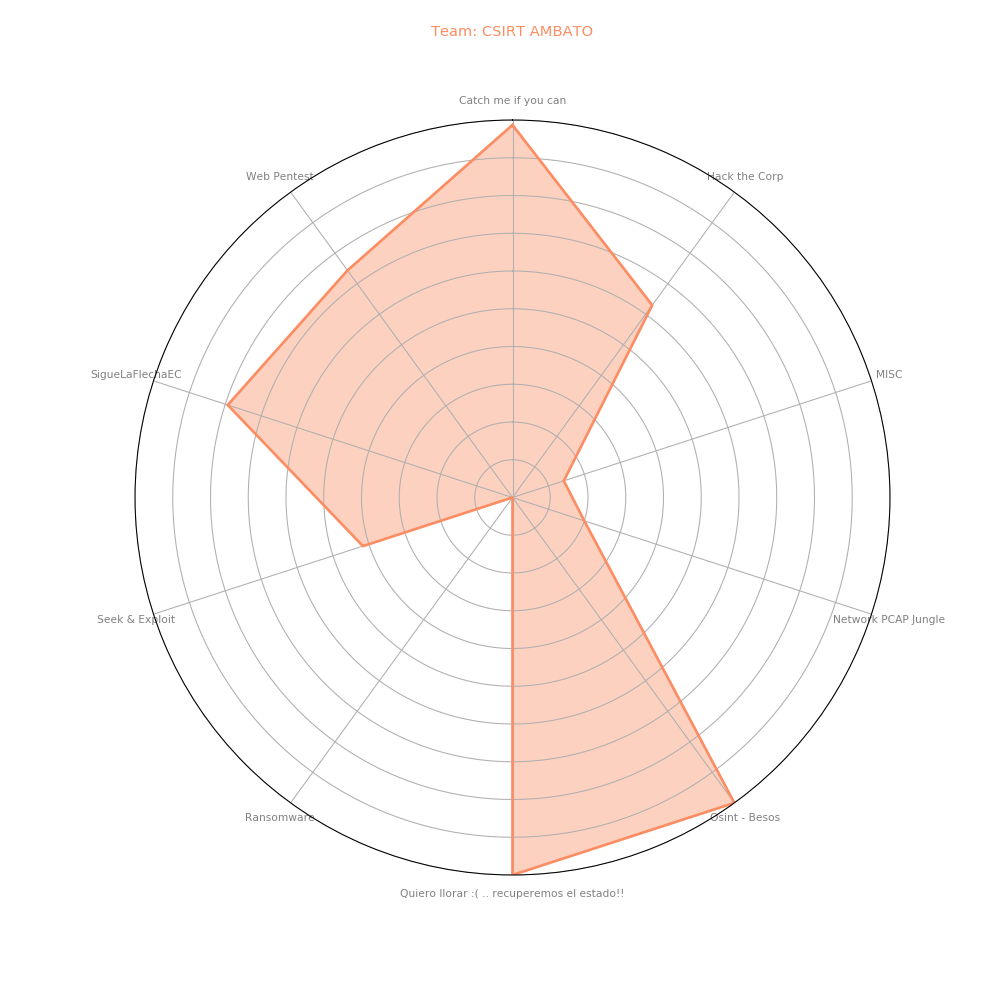 Team: CSIRT AMBATO
Catch me if you can
Web Pentest
Hack the Corp
SigueLaFlechaEC
MISC
Seek & Exploit
Network PCAP Jungle
Ransomware
Osint - Besos
Quiero llorar :( .. recuperemos el estado!!